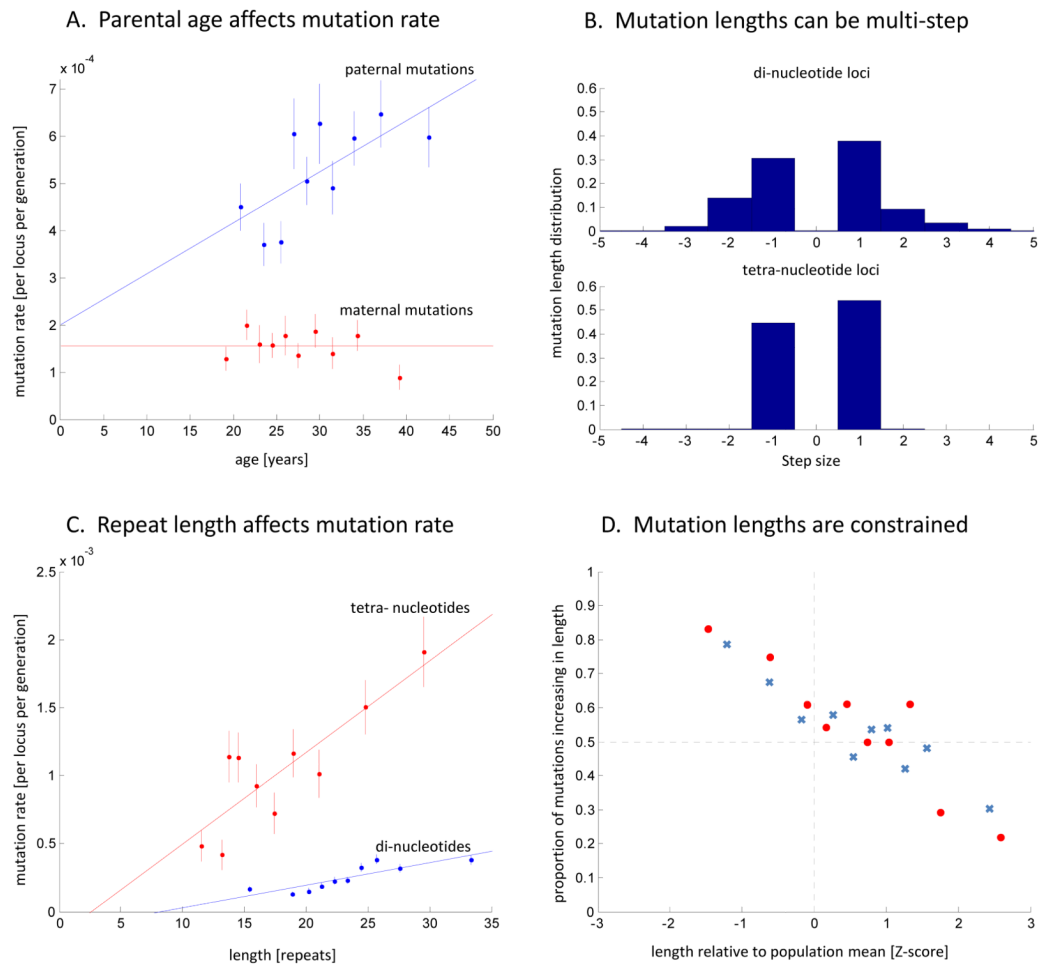 A. Parental age affects mutation rate
x 10^-4
paternal mutations
maternal mutations
7
6
5
4
3
2
1
0
0 5 10 15 20 25 30 35 40 45 50
mutation rate [per locus per generation]
age [years]
B. Mutation lengths can be multi-step
di-nucleotide loci
0.6
0.5
0.4
0.3
0.2
0.1
0
-5 -4 -3 -2 -1 0 1 2 3 4 5
mutation length distribution
tetra-nucleotide loci
0.6
0.5
0.4
0.3
0.2
0.1
0
-5 -4 -3 -2 -1 0 1 2 3 4 5
Step size
C. Repeat length affects mutation rate
x 10^-3
tetra- nucleotides
di-nucleotides
2.5
2
1.5
1
0.5
0
0 5 10 15 20 25 30 35
mutation rate [per locus per generation]
length [repeats]
D. Mutation lengths are constrained
1
0.9
0.8
0.7
0.6
0.5
0.4
0.3
0.2
0.1
0
-3 -2 -1 0 1 2 3
proportion of mutations increasing in length
length relative to population mean [Z-score]